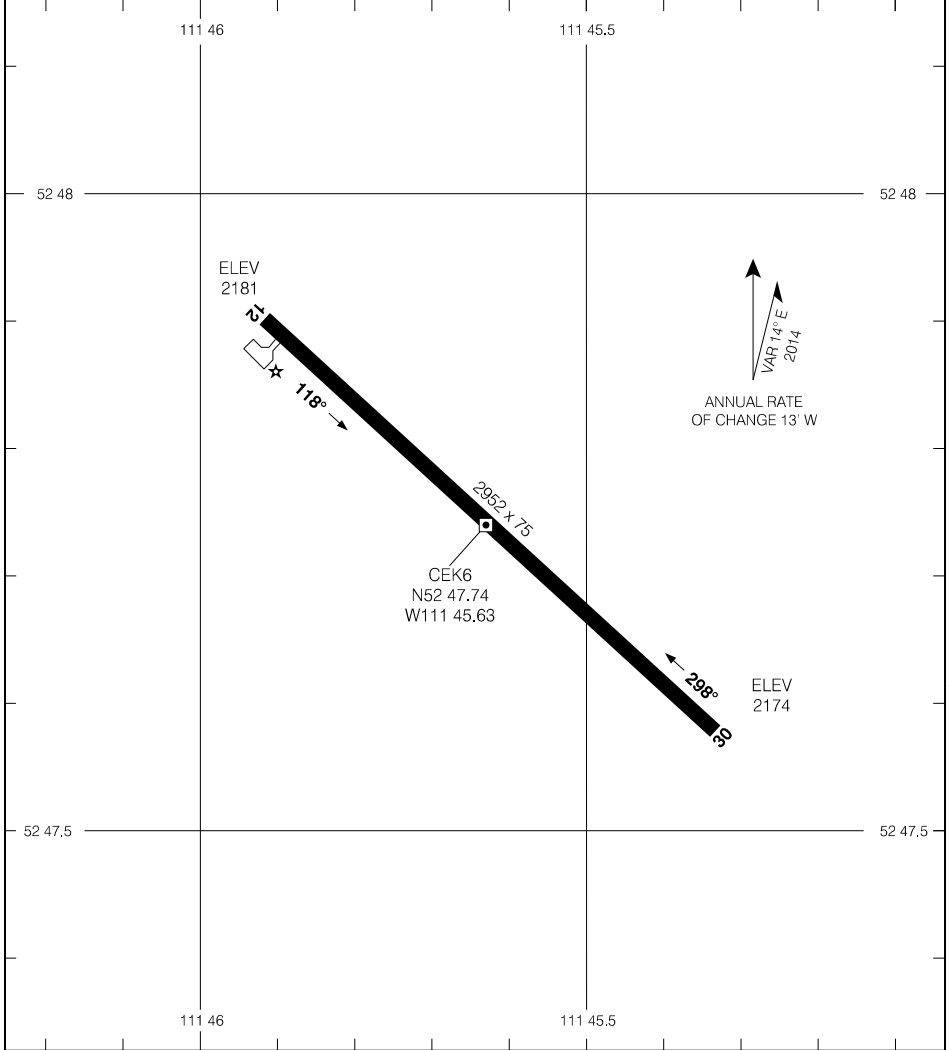 111 46
111 45.5
52 48
52 48
ELEV
2181
12
118°
VAR 14° E
2014
ANNUAL RATE
OF CHANGE 13' W
2952 x 75
CEK6
N52 47.74
W111 45.63
298°
ELEV
2174
30
52 47.5
52 47.5
111 46
111 45.5